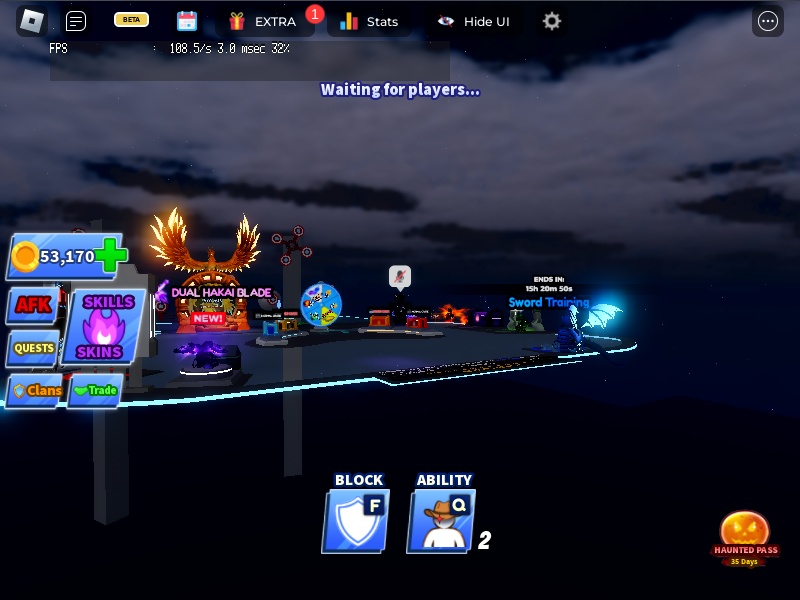 BETA
EXTRA
1
Stats
Hide UI
FPS : 108.5/s 3.0 msec 32%
Waiting for players...
53,170
AFK
SKILLS
SKINS
QUESTS
Clans
Trade
DUAL HAKAI BLADE
NEW!
ENDS IN:
15h 20m 50s
Sword Training
BLOCK
F
ABILITY
Q
2
HAUNTED PASS
35 Days